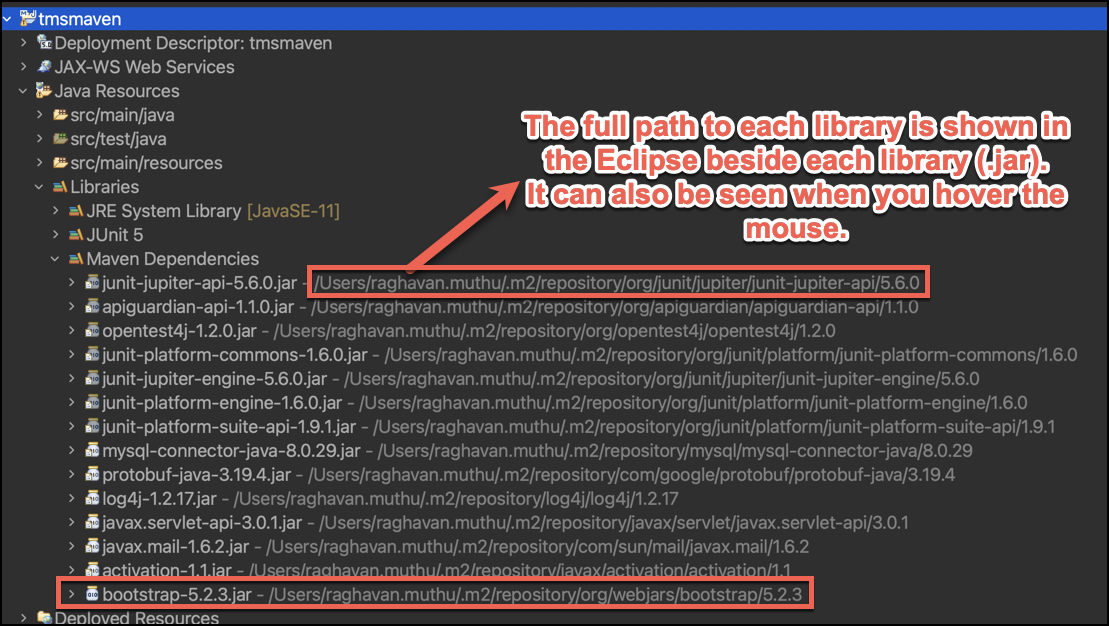 tmsmaven
Deployment Descriptor: tmsmaven
JAX-WS Web Services
Java Resources
src/main/java
src/test/java
src/main/resources
Libraries
JRE System Library [JavaSE-11]
JUnit 5
Maven Dependencies
junit-jupiter-api-5.6.0.jar - /Users/raghavan.muthu/.m2/repository/org/junit/jupiter/junit-jupiter-api/5.6.0
apiguardian-api-1.1.0.jar - /Users/raghavan.muthu/.m2/repository/org/apiguardian/apiguardian-api/1.1.0
opentest4j-1.2.0.jar - /Users/raghavan.muthu/.m2/repository/org/opentest4j/opentest4j/1.2.0
junit-platform-commons-1.6.0.jar - /Users/raghavan.muthu/.m2/repository/org/junit/platform/junit-platform-commons/1.6.0
junit-jupiter-engine-5.6.0.jar - /Users/raghavan.muthu/.m2/repository/org/junit/jupiter/junit-jupiter-engine/5.6.0
junit-platform-engine-1.6.0.jar - /Users/raghavan.muthu/.m2/repository/org/junit/platform/junit-platform-engine/1.6.0
junit-platform-suite-api-1.9.1.jar - /Users/raghavan.muthu/.m2/repository/org/junit/platform/junit-platform-suite-api/1.9.1
mysql-connector-java-8.0.29.jar - /Users/raghavan.muthu/.m2/repository/mysql/mysql-connector-java/8.0.29
protobuf-java-3.19.4.jar - /Users/raghavan.muthu/.m2/repository/com/google/protobuf/protobuf-java/3.19.4
log4j-1.2.17.jar - /Users/raghavan.muthu/.m2/repository/log4j/log4j/1.2.17
javax.servlet-api-3.0.1.jar - /Users/raghavan.muthu/.m2/repository/javax/servlet/javax.servlet-api/3.0.1
javax.mail-1.6.2.jar - /Users/raghavan.muthu/.m2/repository/com/sun/mail/javax.mail/1.6.2
activation-1.1.jar - /Users/raghavan.muthu/.m2/repository/javax/activation/activation/1.1
bootstrap-5.2.3.jar - /Users/raghavan.muthu/.m2/repository/org/webjars/bootstrap/5.2.3
Deployed Resources
The full path to each library is shown in
the Eclipse beside each library (.jar).
It can also be seen when you hover the
mouse.